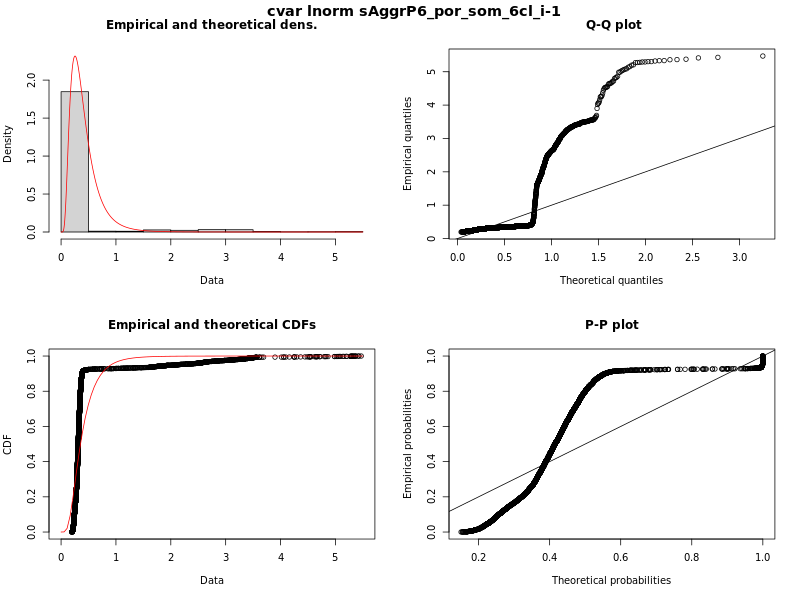 cvar lnorm sAggrP6_por_som_6cl_i-1
Empirical and theoretical dens.
Density
0.0 0.5 1.0 1.5 2.0
0 1 2 3 4 5
Data
Q-Q plot
Empirical quantiles
0 1 2 3 4 5
0.0 0.5 1.0 1.5 2.0 2.5 3.0
Theoretical quantiles
Empirical and theoretical CDFs
CDF
0.0 0.2 0.4 0.6 0.8 1.0
0 1 2 3 4 5
Data
P-P plot
Empirical probabilities
0.0 0.2 0.4 0.6 0.8 1.0
0.2 0.4 0.6 0.8 1.0
Theoretical probabilities